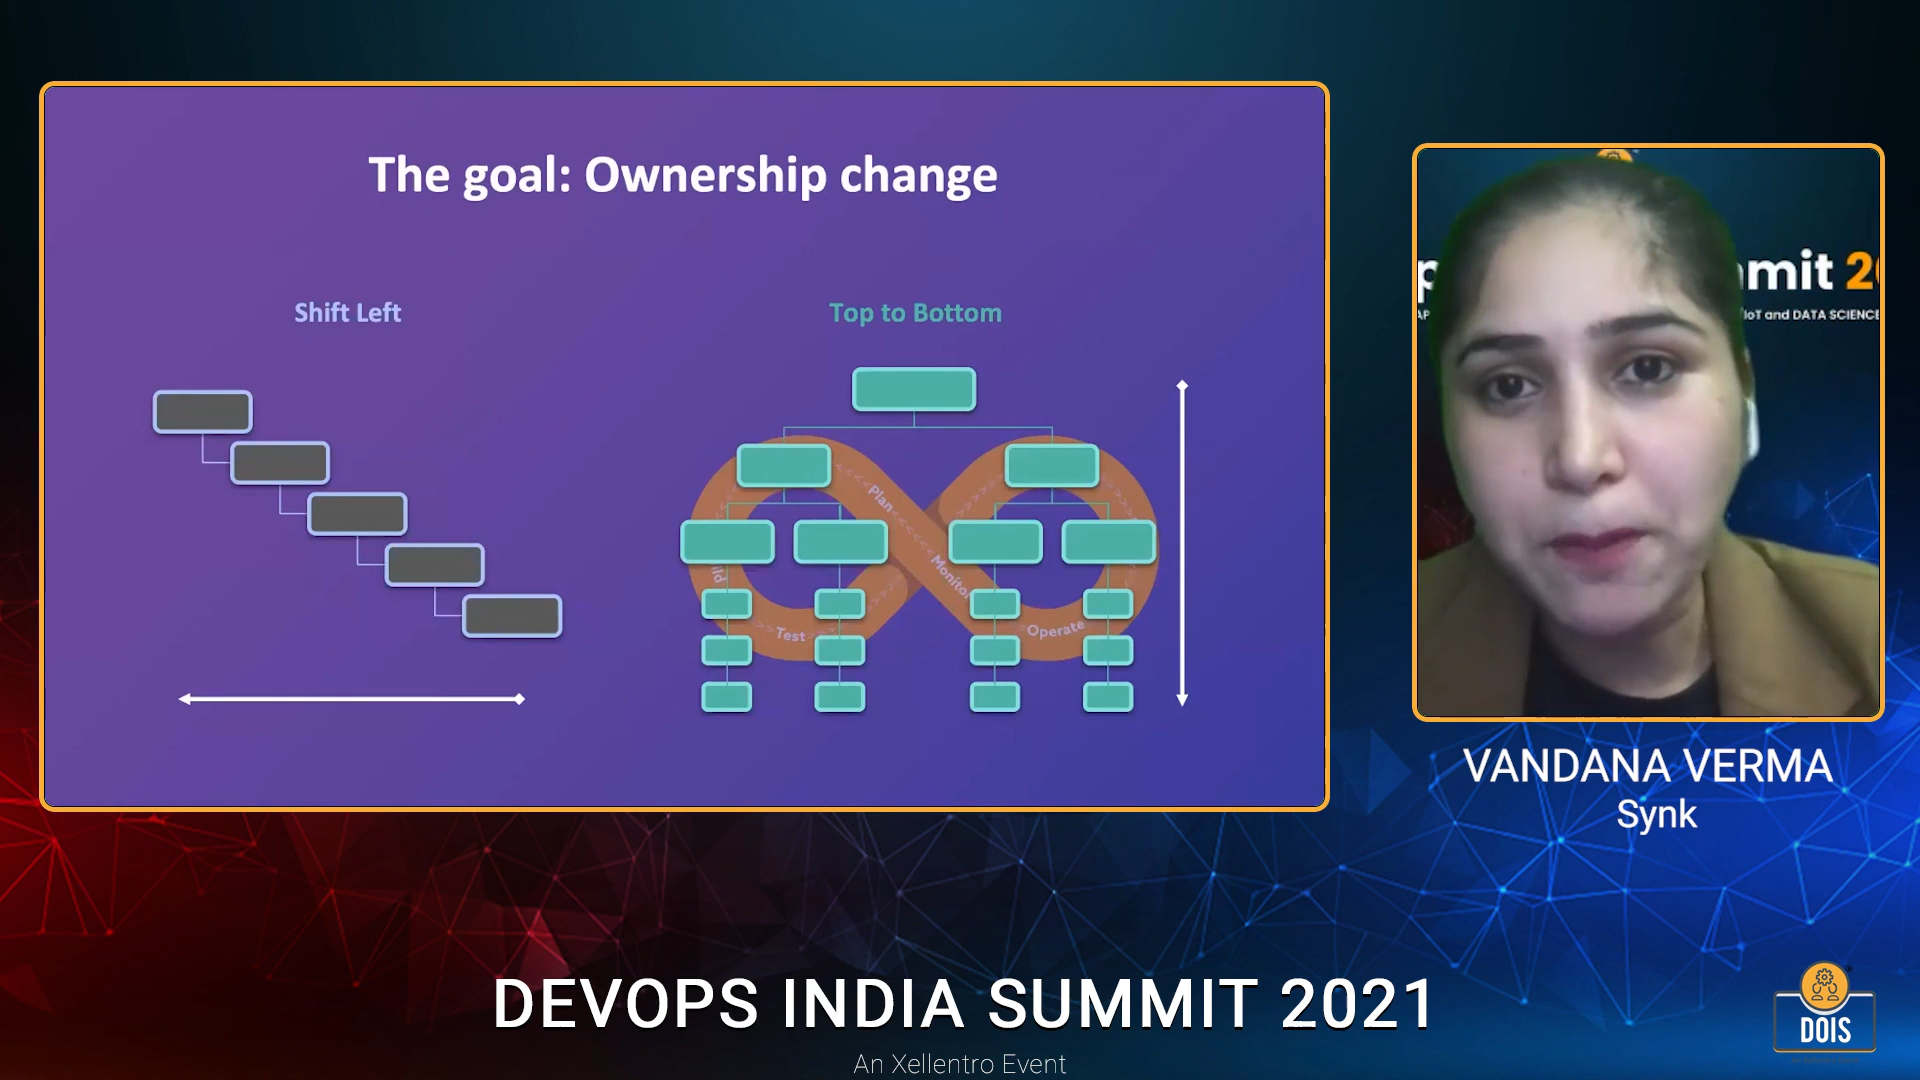 The goal: Ownership change
Shift Left
Top to Bottom
Plan
Monitor
Test
Operate
mmit 2
IoT and DATA SCIENCE
VANDANA VERMA
Synk
DEVOPS INDIA SUMMIT 2021
An Xellentro Event
DOIS